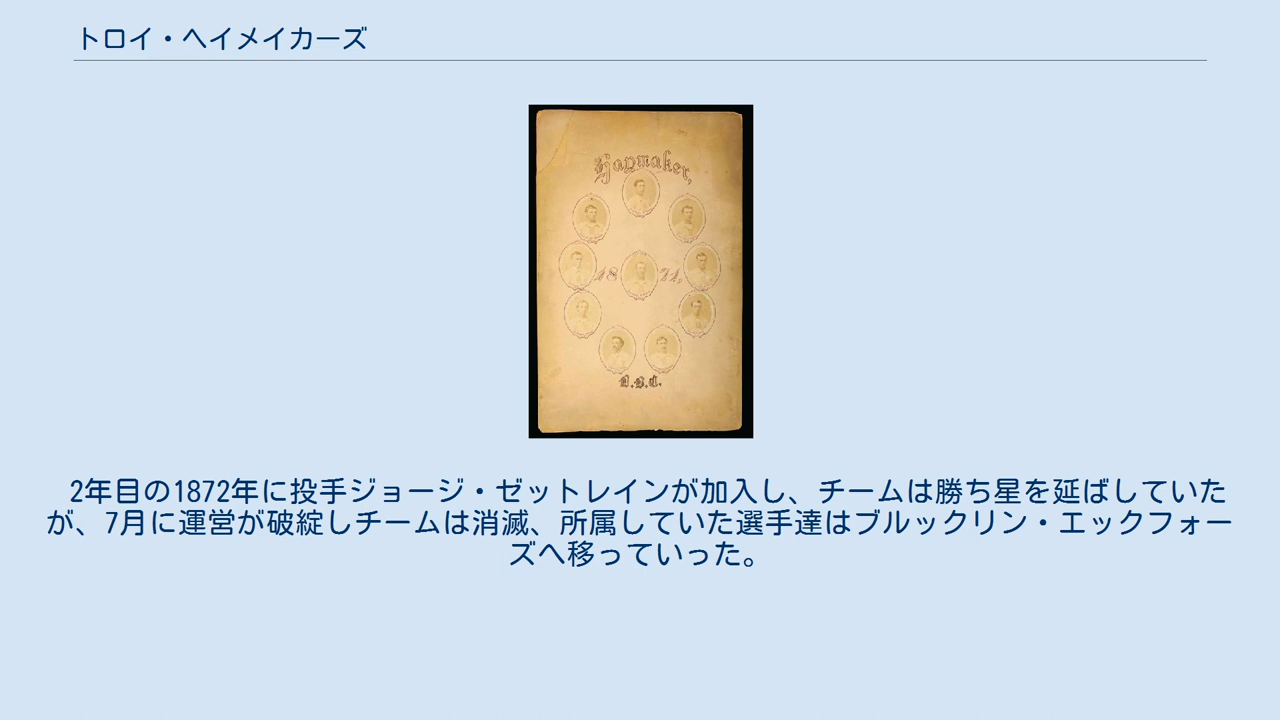 トロイ・ヘイメイカーズ
Haymaker,
18 71,
B.B.C.
2年目の1872年に投手ジョージ・ゼットレインが加入し、チームは勝ち星を延ばしていた
が、7月に運営が破綻しチームは消滅、所属していた選手達はブルックリン・エックフォー
ズへ移っていった。